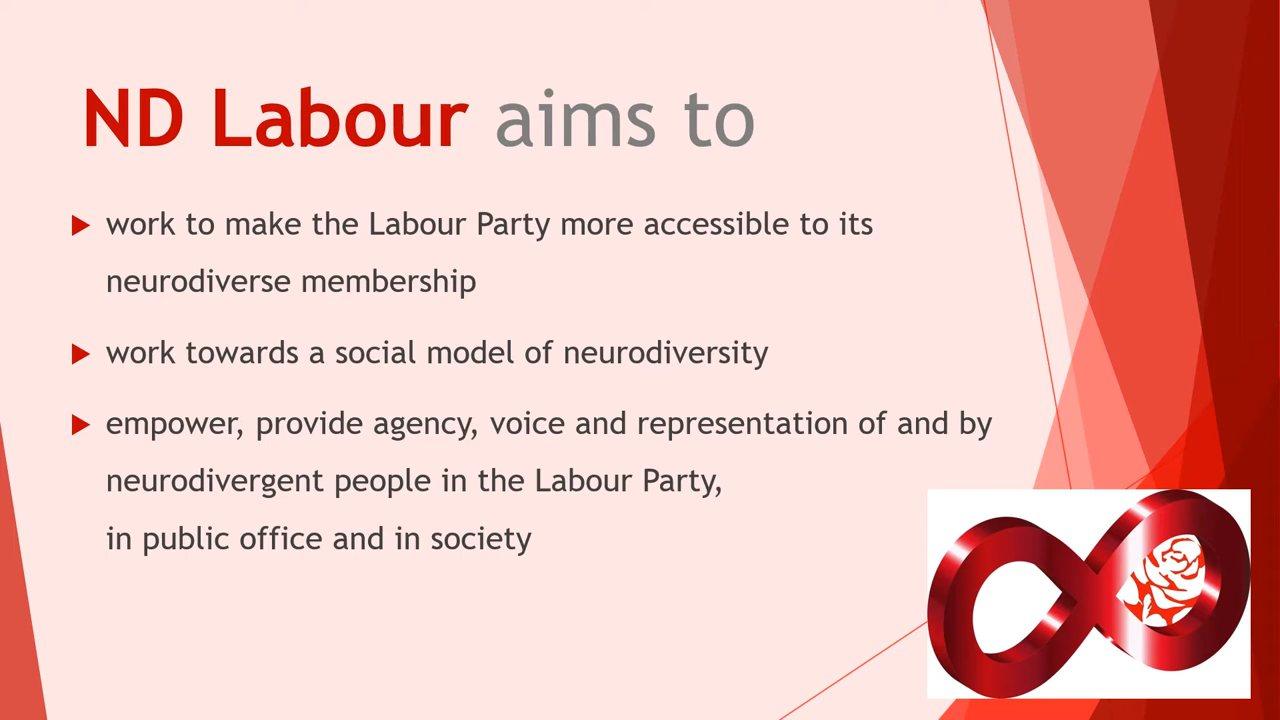 ND Labour aims to
work to make the Labour Party more accessible to its
neurodiverse membership
work towards a social model of neurodiversity
empower, provide agency, voice and representation of and by
neurodivergent people in the Labour Party,
in public office and in society